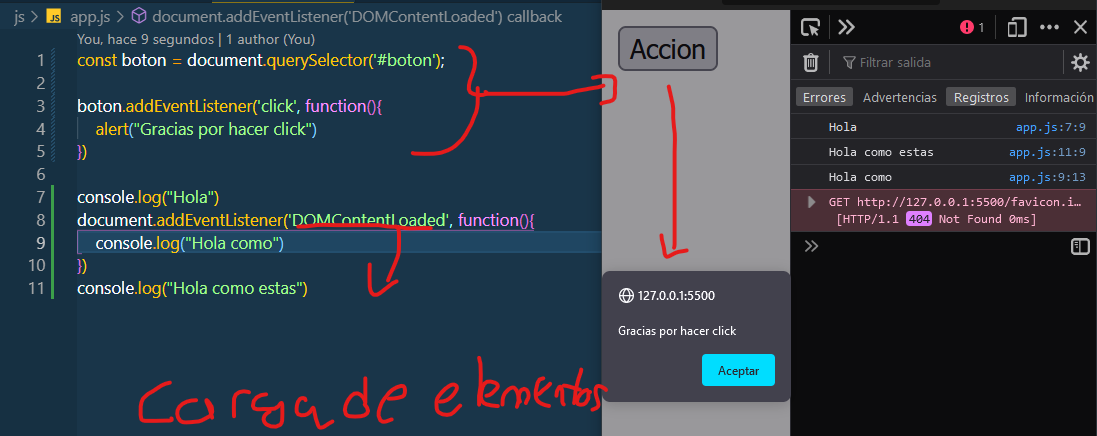 js > JS app.js > document.addEventListener('DOMContentLoaded') callback
You, hace 9 segundos | 1 author (You)
1 const boton = document.querySelector('#boton');
2
3 boton.addEventListener('click', function(){
4 alert("Gracias por hacer click")
5 })
6
7 console.log("Hola")
8 document.addEventListener('DOMContentLoaded', function(){
9 console.log("Hola como")
10 })
11 console.log("Hola como estas")
Carga de elementos
Accion
127.0.0.1:5500
Gracias por hacer click
Aceptar
1
Filtrar salida
Errores Advertencias Registros Información
Hola app.js:7:9
Hola como estas app.js:11:9
Hola como app.js:9:13
GET http://127.0.0.1:5500/favicon.i…
[HTTP/1.1 404 Not Found 0ms]